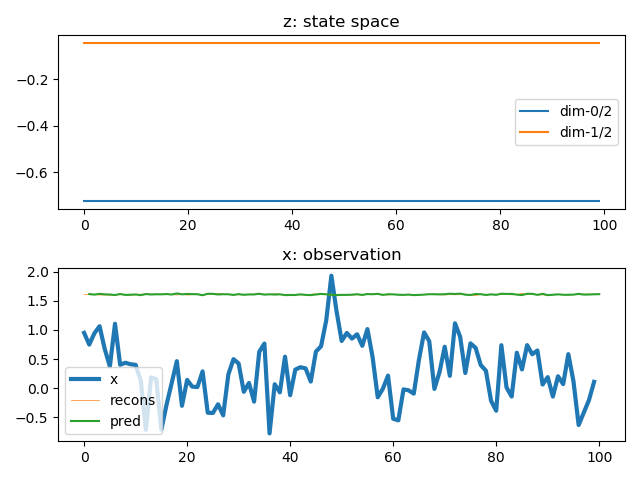 z: state space
−0.2
−0.4
−0.6
dim-0/2
dim-1/2
0 20 40 60 80 100
x: observation
2.0
1.5
1.0
0.5
0.0
−0.5
x
recons
pred
0 20 40 60 80 100